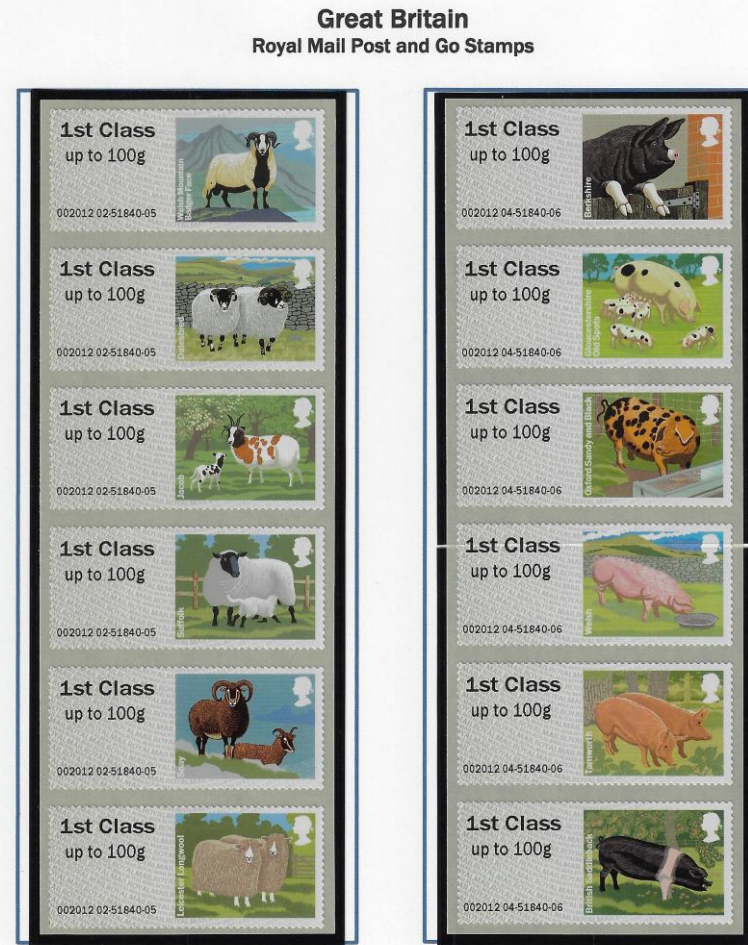 Great Britain
Royal Mail Post and Go Stamps
1st Class
up to 100g
002012 02-51840-05
Welsh Mountain
Badger Face
1st Class
up to 100g
002012 02-51840-05
Dalesbred
1st Class
up to 100g
002012 02-51840-05
Jacob
1st Class
up to 100g
002012 02-51840-05
Suffolk
1st Class
up to 100g
002012 02-51840-05
Soay
1st Class
up to 100g
002012 02-51840-05
Leicester Longwool
1st Class
up to 100g
002012 04-51840-06
Berkshire
1st Class
up to 100g
002012 04-51840-06
Gloucestershire
Old Spots
1st Class
up to 100g
002012 04-51840-06
Oxford Sandy and Black
1st Class
up to 100g
002012 04-51840-06
Welsh
1st Class
up to 100g
002012 04-51840-06
Tamworth
1st Class
up to 100g
002012 04-51840-06
British Saddleback